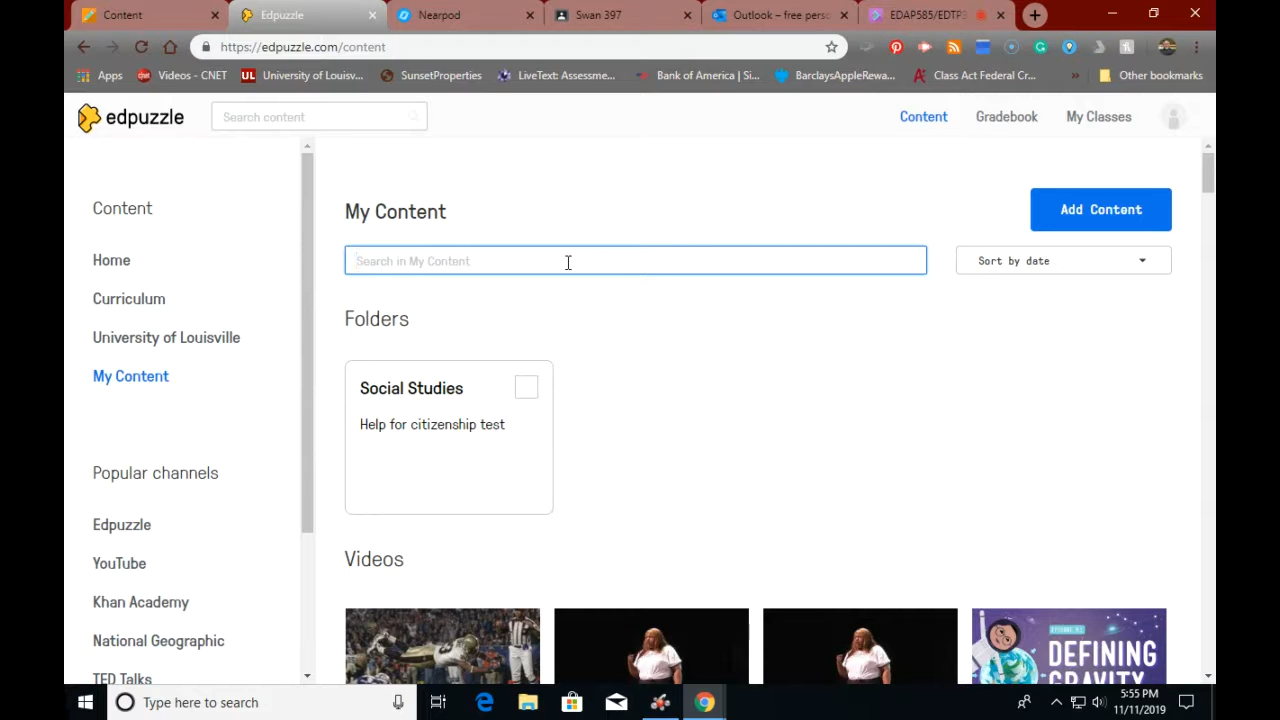 Content
Edpuzzle
Nearpod
Swan 397
Outlook – free perso
EDAP585/EDTP3
https://edpuzzle.com/content
Apps
Videos - CNET
University of Louisv...
SunsetProperties
LiveText: Assessme...
Bank of America | Si...
BarclaysAppleRewa...
Class Act Federal Cr...
»
Other bookmarks
edpuzzle
Search content
Content
Gradebook
My Classes
Content
Home
Curriculum
University of Louisville
My Content
Popular channels
Edpuzzle
YouTube
Khan Academy
National Geographic
TED Talks
My Content
Add Content
Search in My Content
Sort by date
Folders
Social Studies
Help for citizenship test
Videos
DEFINING
GRAVITY
Type here to search
5:55 PM
11/11/2019